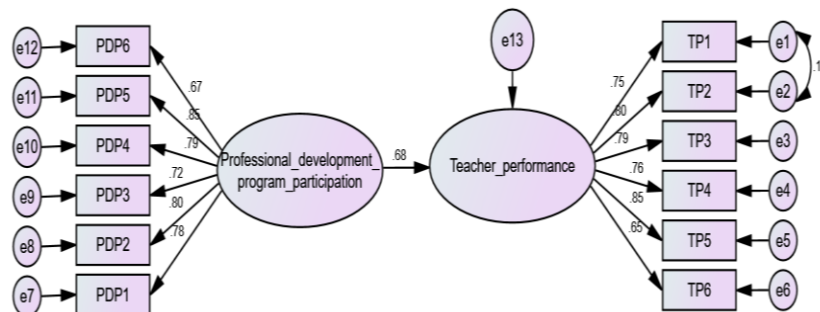 e12
PDP6
e11
PDP5
e10
PDP4
e9
PDP3
e8
PDP2
e7
PDP1
.67
.85
.79
.72
.80
.78
Professional_development_
program_participation
.68
e13
Teacher_performance
.75
.80
.79
.76
.85
.65
TP1
e1
TP2
e2
TP3
e3
TP4
e4
TP5
e5
TP6
e6